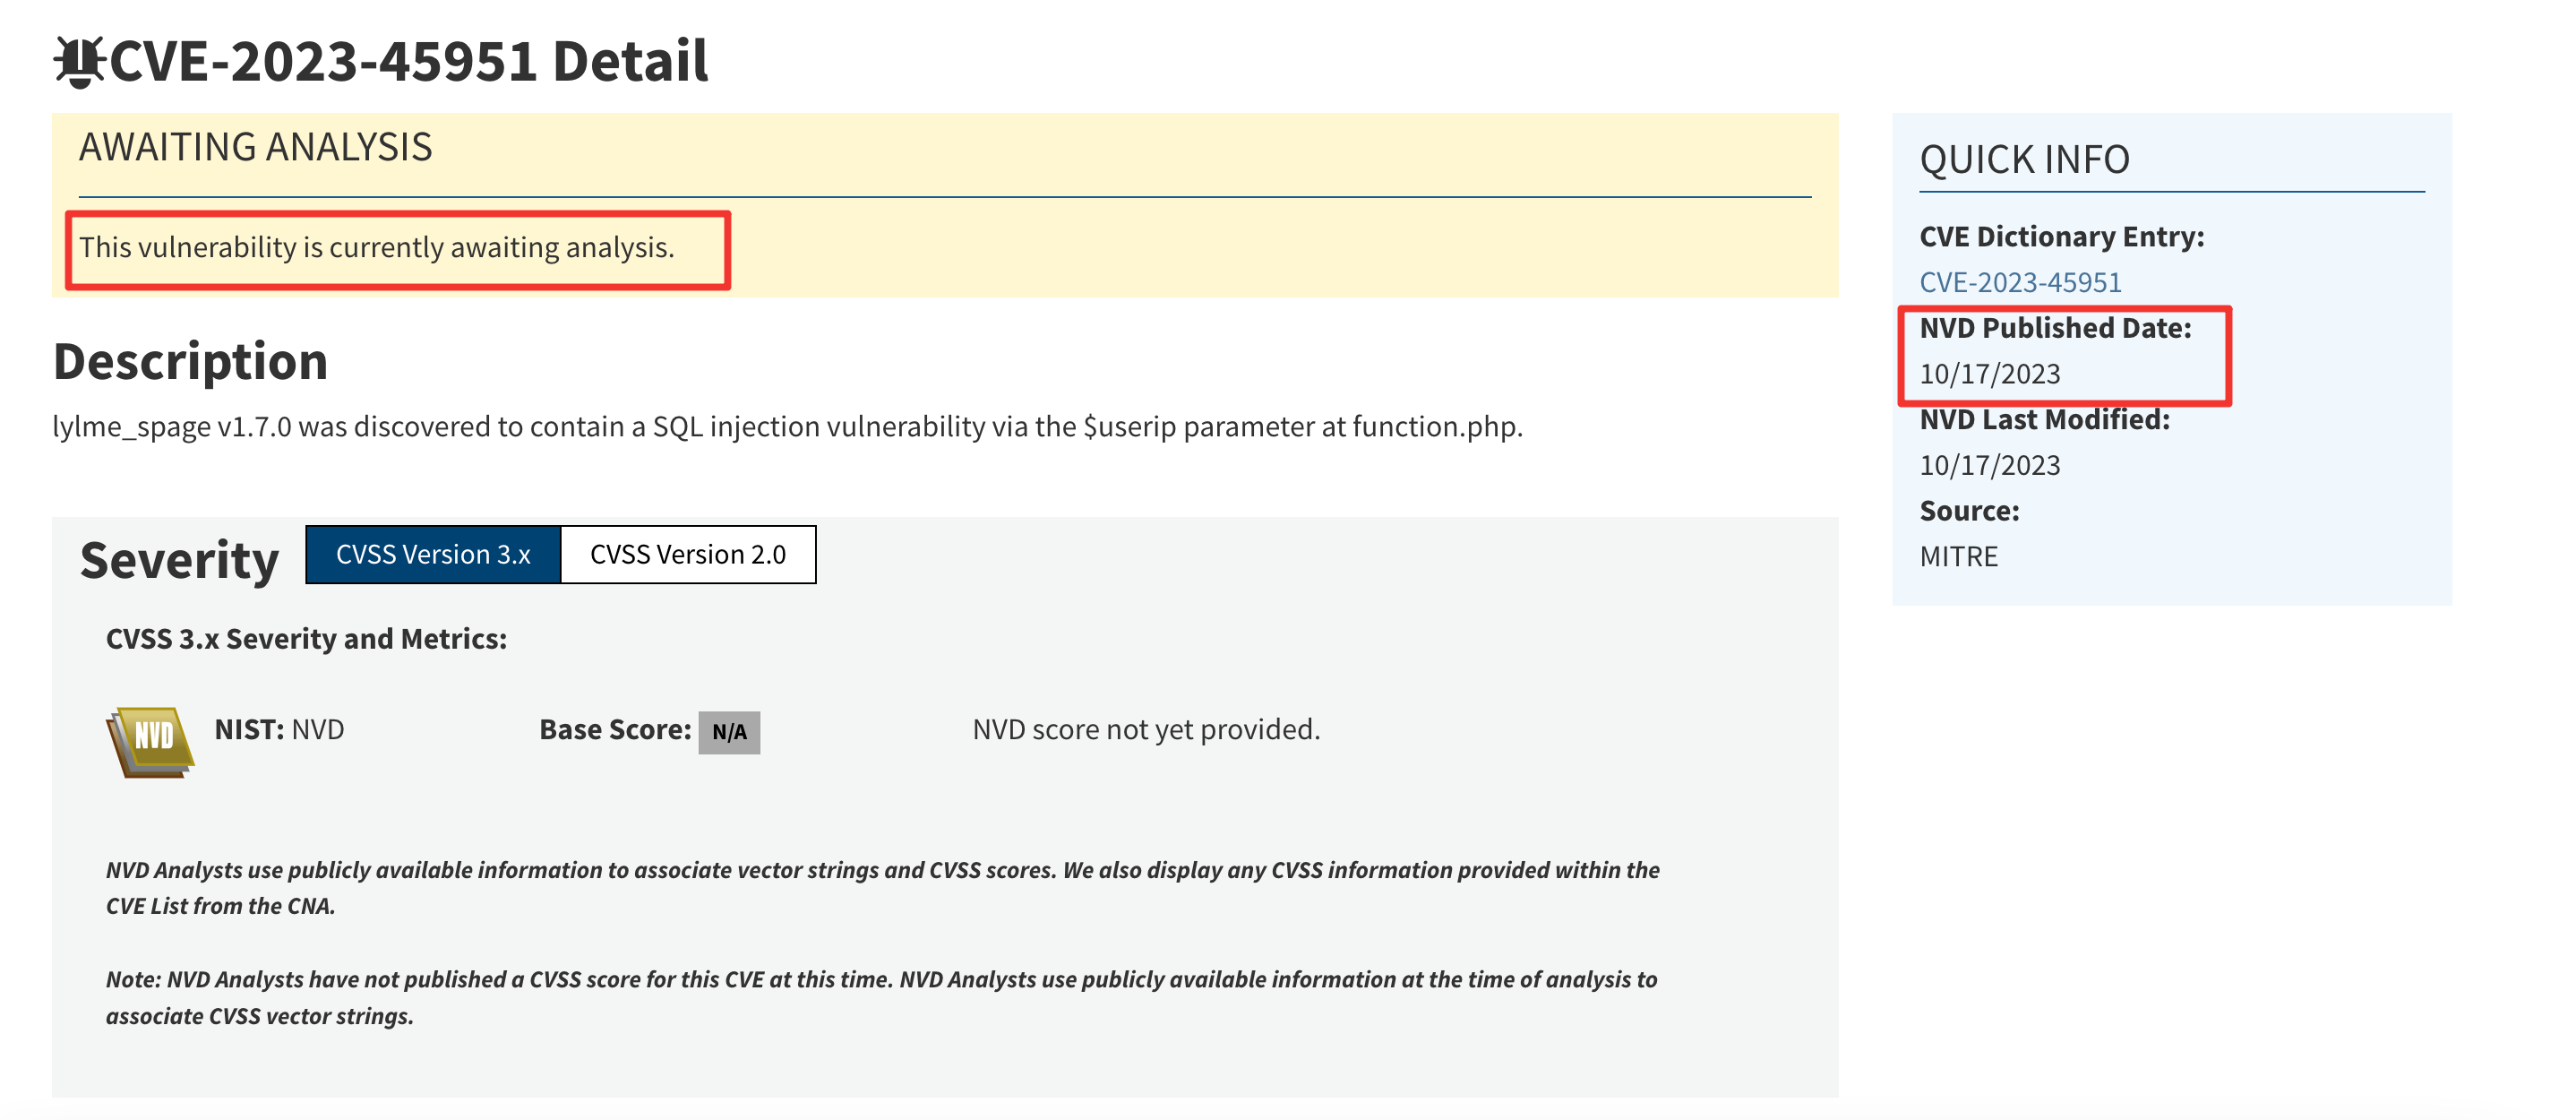 CVE-2023-45951 Detail
AWAITING ANALYSIS
This vulnerability is currently awaiting analysis.
Description
lylme_spage v1.7.0 was discovered to contain a SQL injection vulnerability via the $userip parameter at function.php.
Severity
CVSS Version 3.x
CVSS Version 2.0
CVSS 3.x Severity and Metrics:
NVD
NIST: NVD
Base Score: N/A
NVD score not yet provided.
NVD Analysts use publicly available information to associate vector strings and CVSS scores. We also display any CVSS information provided within the
CVE List from the CNA.
Note: NVD Analysts have not published a CVSS score for this CVE at this time. NVD Analysts use publicly available information at the time of analysis to
associate CVSS vector strings.
QUICK INFO
CVE Dictionary Entry:
CVE-2023-45951
NVD Published Date:
10/17/2023
NVD Last Modified:
10/17/2023
Source:
MITRE